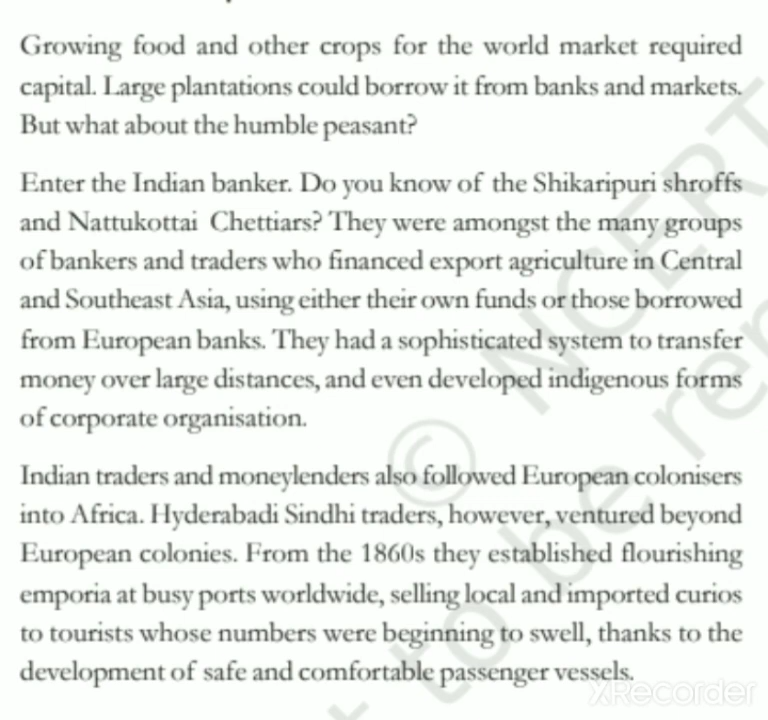 Growing food and other crops for the world market required
capital. Large plantations could borrow it from banks and markets.
But what about the humble peasant?
Enter the Indian banker. Do you know of the Shikaripuri shroffs
and Nattukottai Chettiars? They were amongst the many groups
of bankers and traders who financed export agriculture in Central
and Southeast Asia, using either their own funds or those borrowed
from European banks. They had a sophisticated system to transfer
money over large distances, and even developed indigenous forms
of corporate organisation.
Indian traders and moneylenders also followed European colonisers
into Africa. Hyderabadi Sindhi traders, however, ventured beyond
European colonies. From the 1860s they established flourishing
emporia at busy ports worldwide, selling local and imported curios
to tourists whose numbers were beginning to swell, thanks to the
development of safe and comfortable passenger vessels.
© NCERT
to be
XRecorder